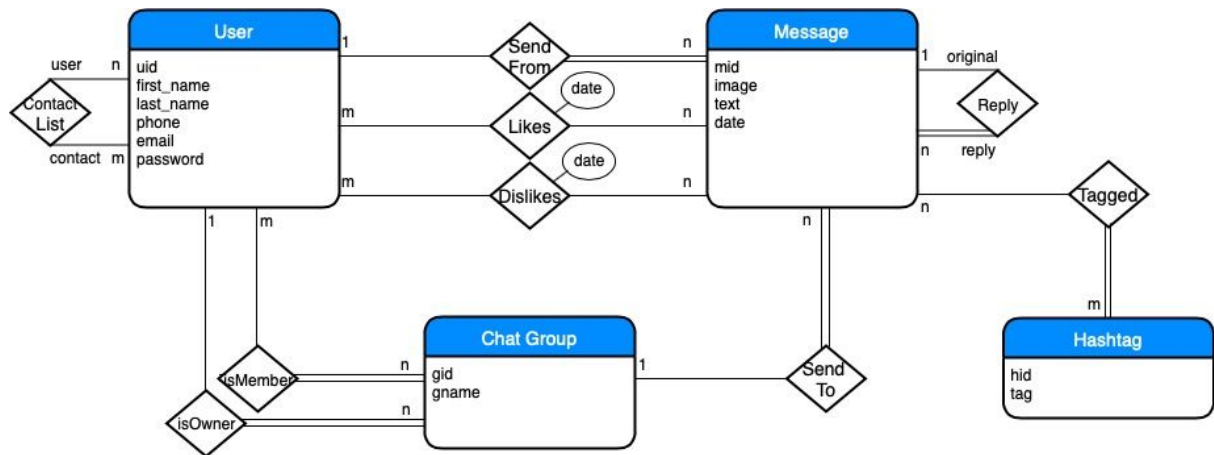 User
uid
first_name
last_name
phone
email
password
user
n
Contact
List
contact
m
1
Send
From
n
m
Likes
date
n
m
Dislikes
date
n
Message
mid
image
text
date
1
original
Reply
n
reply
n
Tagged
m
Hashtag
hid
tag
1
m
isMember
n
isOwner
n
Chat Group
gid
gname
1
Send
To
n